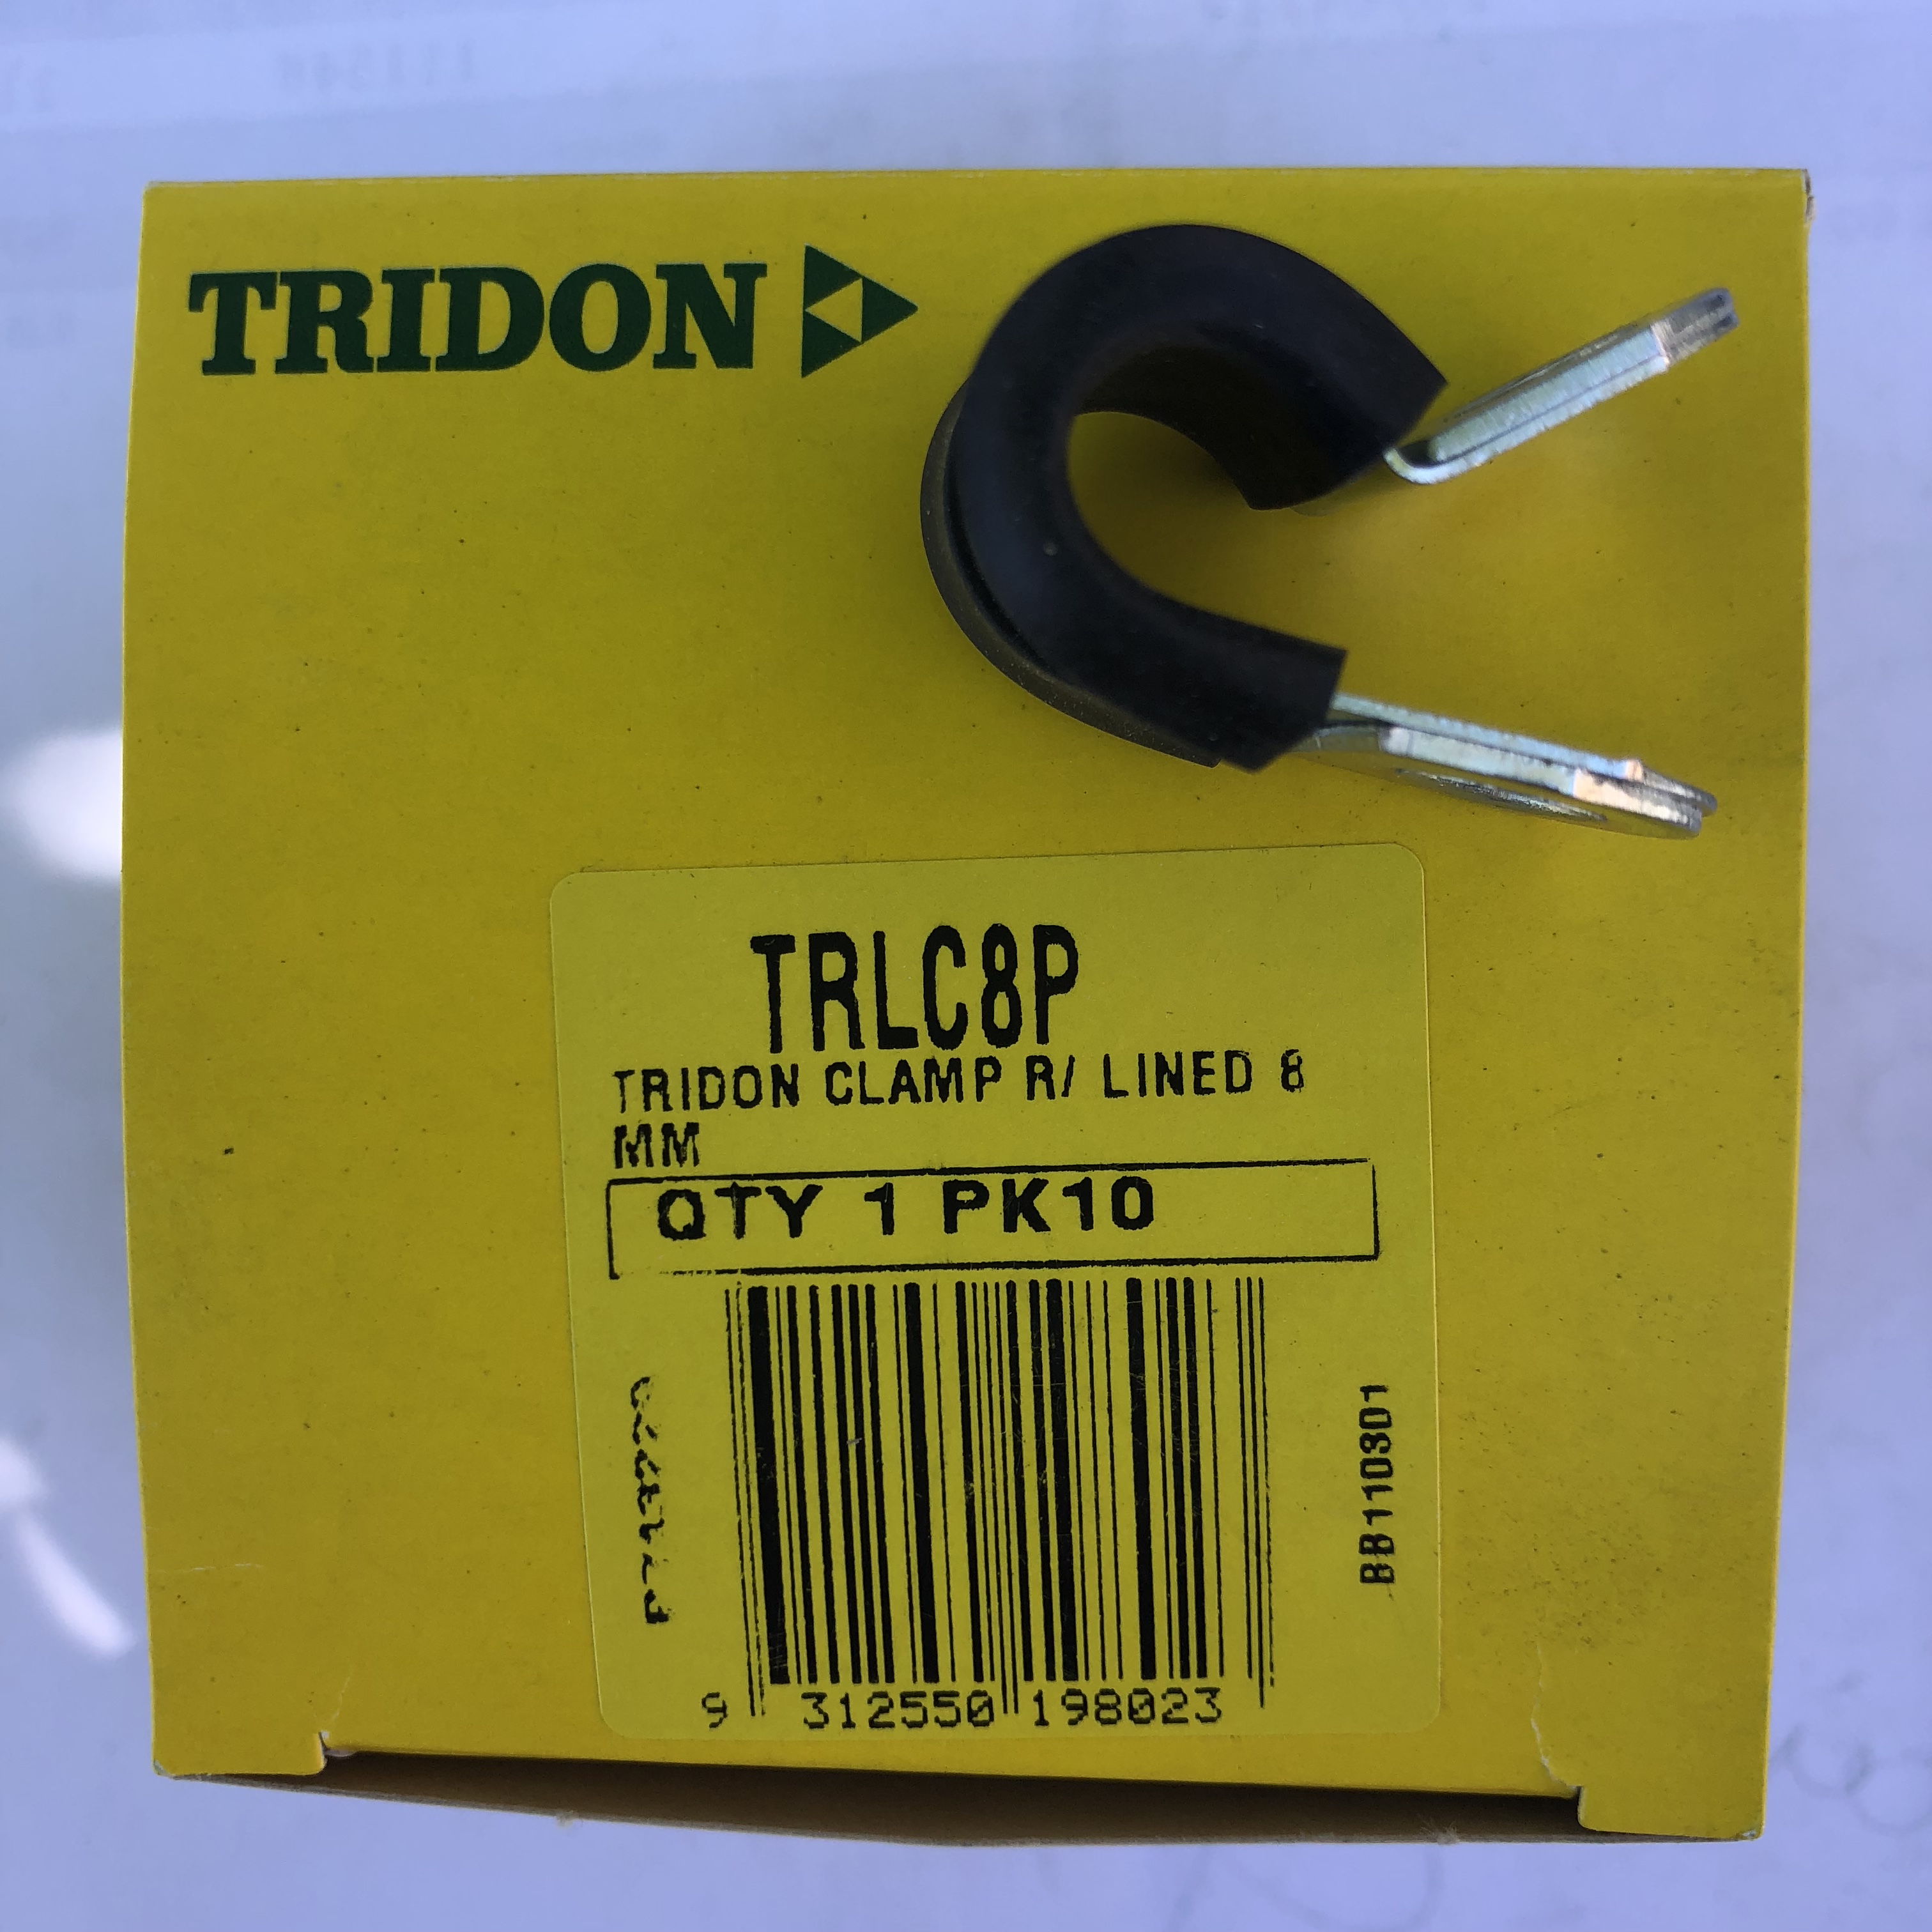 TRIDON
TRLC8P
TRIDON CLAMP R/ LINED 8
MM
QTY 1 PK10
BB110301
9 312550 198023